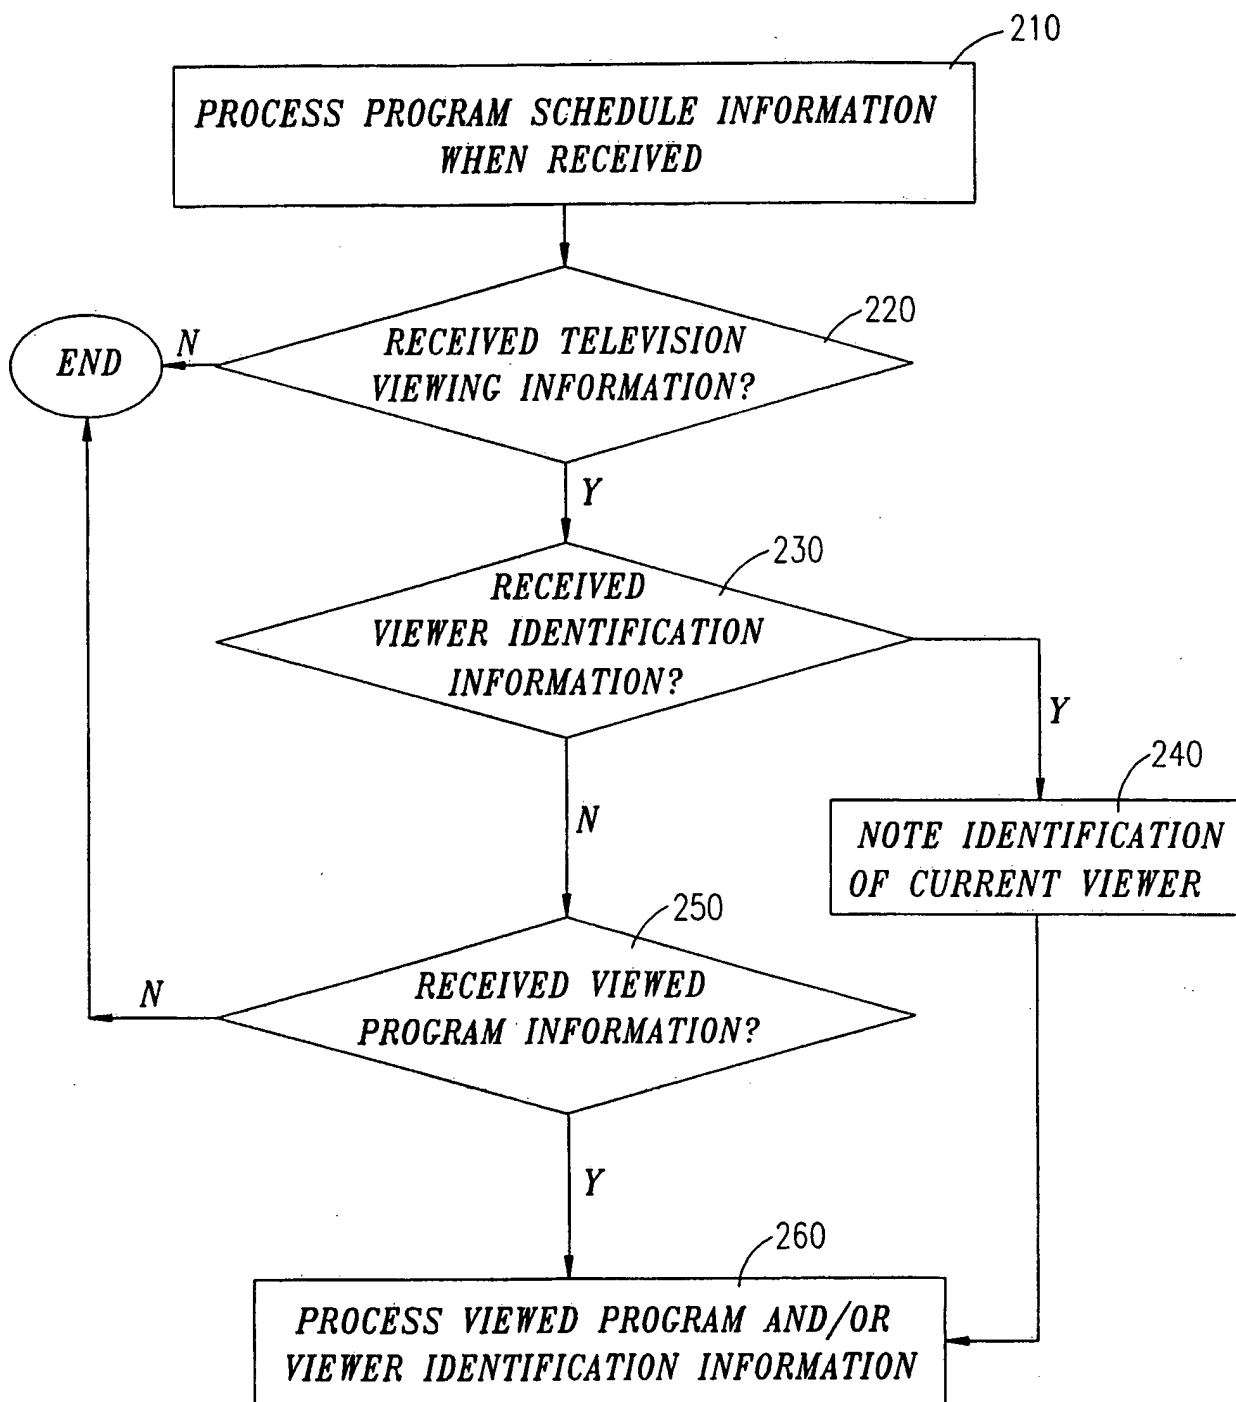 210
PROCESS PROGRAM SCHEDULE INFORMATION
WHEN RECEIVED
220
RECEIVED TELEVISION
VIEWING INFORMATION?
N
END
Y
230
RECEIVED
VIEWER IDENTIFICATION
INFORMATION?
Y
240
NOTE IDENTIFICATION
OF CURRENT VIEWER
N
250
RECEIVED VIEWED
PROGRAM INFORMATION?
N
Y
260
PROCESS VIEWED PROGRAM AND/OR
VIEWER IDENTIFICATION INFORMATION